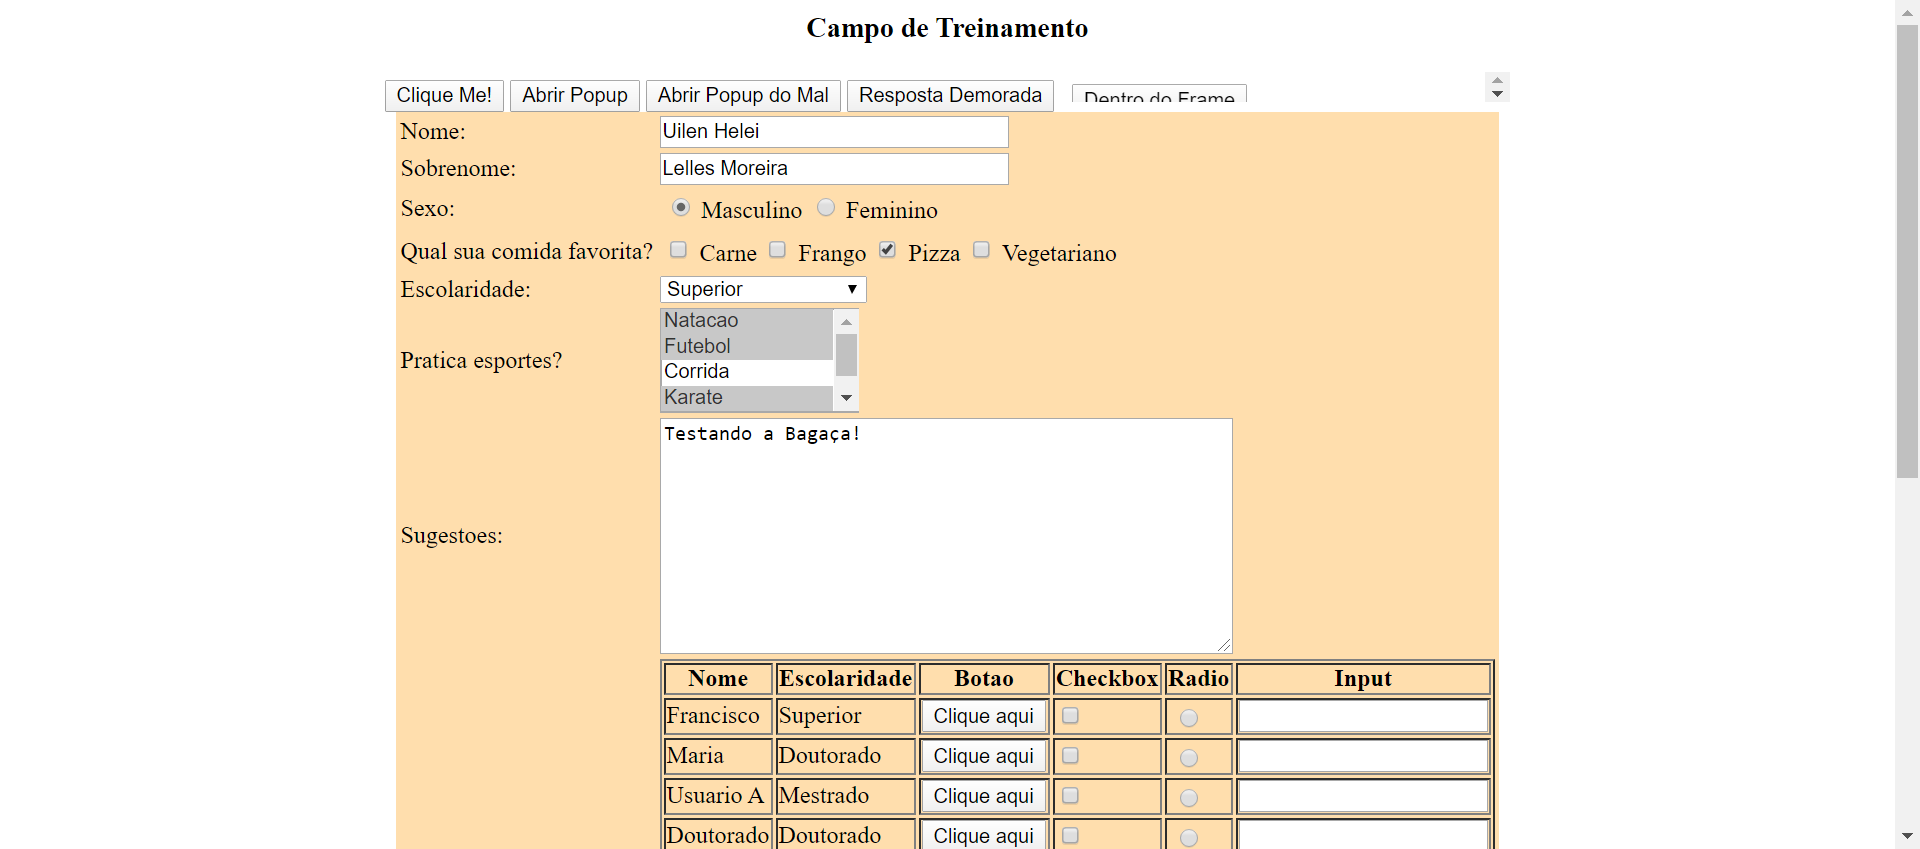 Campo de Treinamento
Clique Me! Abrir Popup Abrir Popup do Mal Resposta Demorada Dentro do Frame
Nome: Uilen Helei
Sobrenome: Lelles Moreira
Sexo: Masculino Feminino
Qual sua comida favorita? Carne Frango Pizza Vegetariano
Escolaridade: Superior
Pratica esportes?
Natacao
Futebol
Corrida
Karate
Sugestoes:
Testando a Bagaça!
Nome Escolaridade Botao Checkbox Radio Input
Francisco Superior Clique aqui
Maria Doutorado Clique aqui
Usuario A Mestrado Clique aqui
Doutorado Doutorado Clique aqui